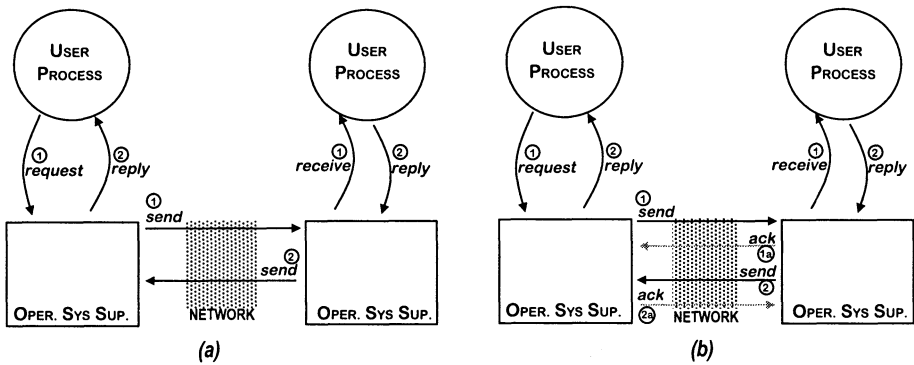 USER
PROCESS
USER
PROCESS
① request
② reply
① receive
② reply
① send
② send
OPER. SYS SUP.
NETWORK
OPER. SYS SUP.
(a)
USER
PROCESS
USER
PROCESS
① request
② reply
① receive
② reply
① send
ack 1a
send ②
ack 2a
OPER. SYS SUP.
NETWORK
OPER. SYS SUP.
(b)